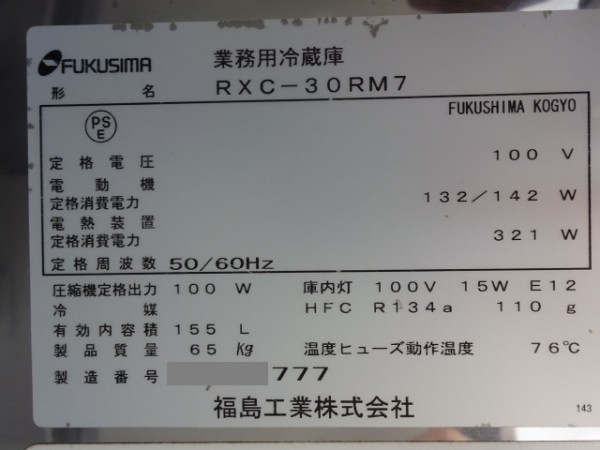 FUKUSIMA 業務用冷蔵庫
形名 RXC-30RM7
PS E FUKUSHIMA KOGYO
定格電圧 100 V
電動機
定格消費電力 132/142 W
電熱装置
定格消費電力 321 W
定格周波数 50/60Hz
圧縮機定格出力 100 W 庫内灯 100V 15W E12
冷媒 HFC R134a 110 g
有効内容積 155 L
製品質量 65 Kg 温度ヒューズ動作温度 76℃
製造番号 777
福島工業株式会社 143